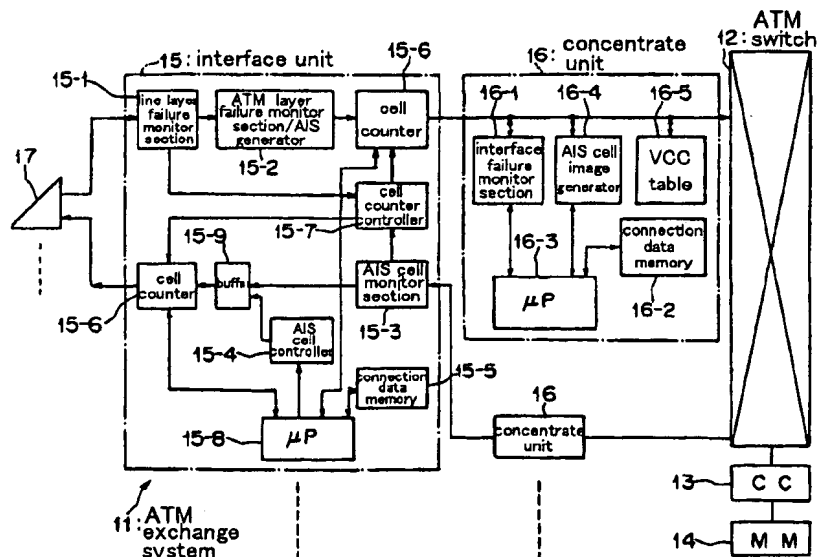 ATM
12: switch
15: interface unit
15-6
16: concentrate
unit
15-1
line layer
failure
monitor
section
ATM layer
failure monitor
section/AIS
generator
15-2
cell
counter
16-1
16-4
16-5
interface
failure
monitor
section
AIS cell
image
generator
VCC
table
17
cell
counter
controller
15-7
15-9
16-3
connection
data
memory
16-2
μP
cell
counter
15-6
buffer
AIS cell
monitor
section
15-3
15-4
AIS
cell
controller
15-5
connection
data
memory
16
concentrate
unit
15-8
μP
13
C C
11: ATM
exchange
system
14
M M